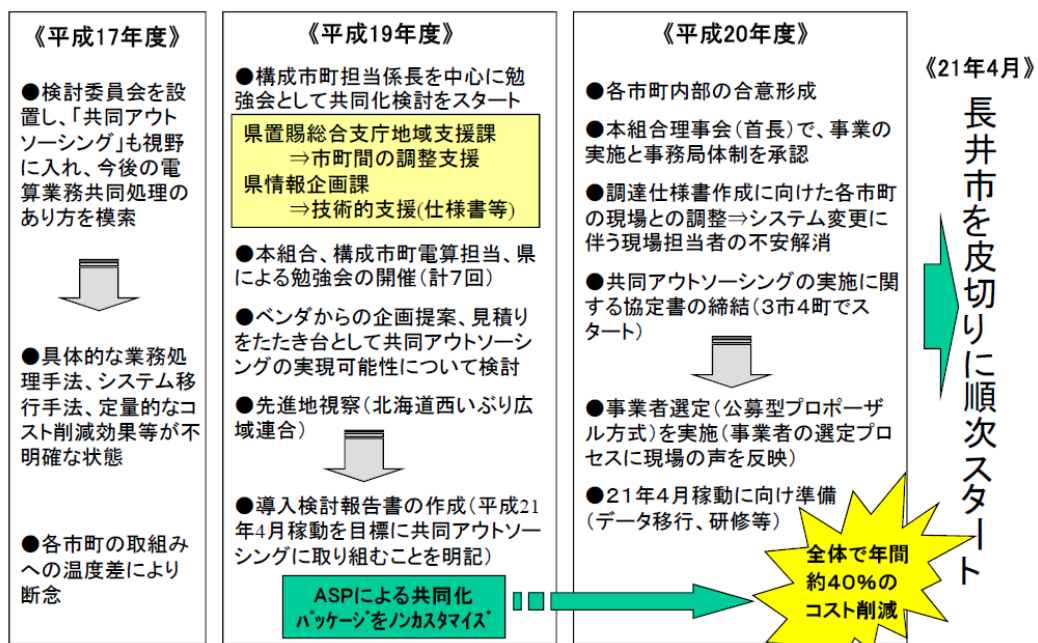 《平成17年度》
●検討委員会を設
置し、「共同アウト
ソーシング」も視野
に入れ、今後の電
算業務共同処理の
あり方を模索
●具体的な業務処
理手法、システム移
行手法、定量的なコ
スト削減効果等が不
明確な状態
●各市町の取組み
への温度差により
断念
《平成19年度》
●構成市町担当係長を中心に勉
強会として共同化検討をスタート
県置賜総合支庁地域支援課
⇒市町間の調整支援
県情報企画課
⇒技術的支援(仕様書等)
●本組合、構成市町電算担当、県
による勉強会の開催(計7回)
●ベンダからの企画提案、見積り
をたたき台として共同アウトソーシ
ングの実現可能性について検討
●先進地視察(北海道西いぶり広
域連合)
●導入検討報告書の作成(平成21
年4月稼動を目標に共同アウトソー
シングに取り組むことを明記)
ASPによる共同化
パッケージをノンカスタマイズ
《平成20年度》
●各市町内部の合意形成
●本組合理事会(首長)で、事業の
実施と事務局体制を承認
●調達仕様書作成に向けた各市町
の現場との調整⇒システム変更に
伴う現場担当者の不安解消
●共同アウトソーシングの実施に関
する協定書の締結(3市4町でス
タート)
●事業者選定(公募型プロポーザ
ル方式)を実施(事業者の選定プロ
セスに現場の声を反映)
●21年4月稼動に向け準備
(データ移行、研修等)
全体で年間
約40%の
コスト削減
《21年4月》
長井市を皮切りに順次スタート